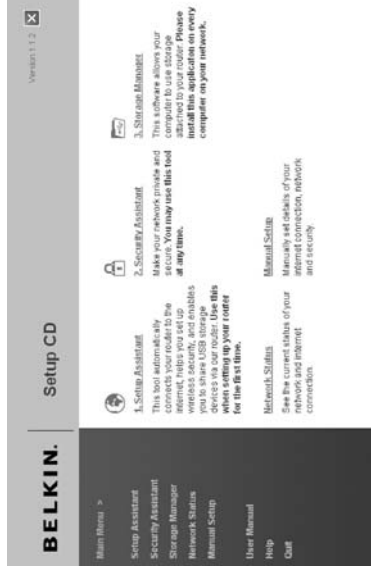 BELKIN.
Setup CD
Version 1.1.2
Main Menu >
Setup Assistant
Security Assistant
Storage Manager
Network Status
Manual Setup
User Manual
Help
Quit
1. Setup Assistant
This tool automatically
connects your router to the
internet, helps you set up
wireless security, and enables
you to share USB storage
devices via our router. Use this
when setting up your router
for the first time.
2. Security Assistant
Make your network private and
secure. You may use this tool
at any time.
3. Storage Manager
This software allows your
computer to use storage
attached to your router. Please
install this application on every
computer on your network.
Network Status
See the current status of your
network and internet
connection.
Manual Setup
Manually set details of your
internet connection, network
and security.